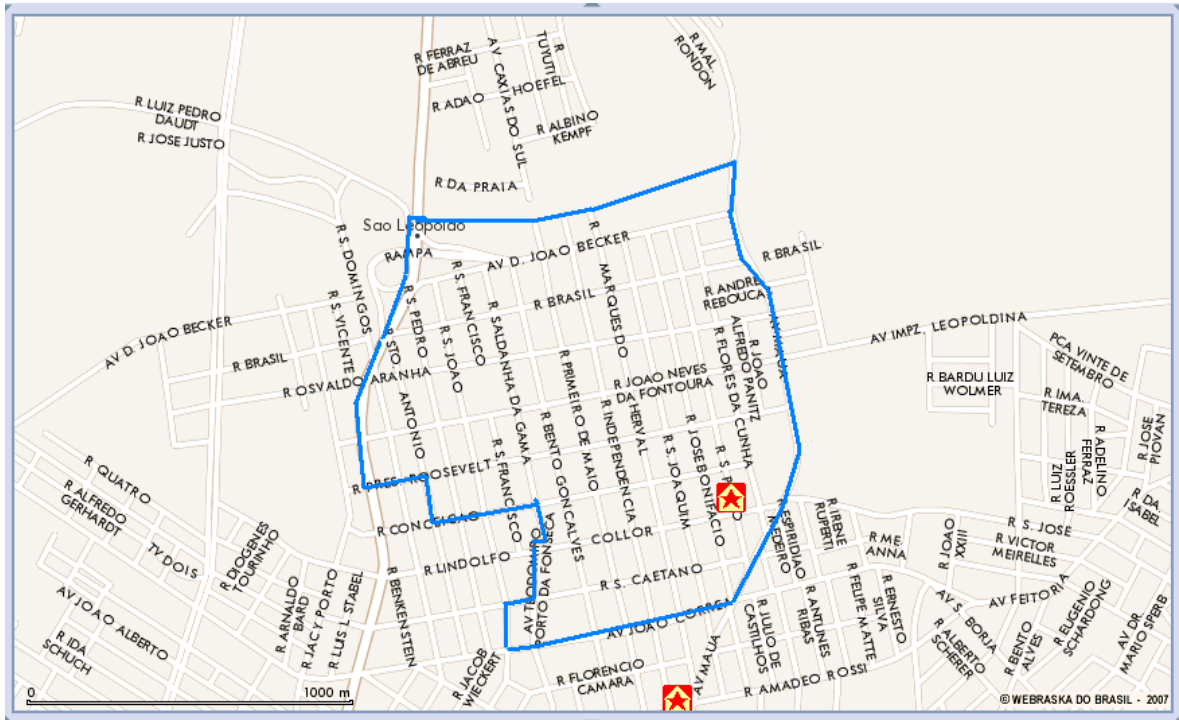 R FERRAZ
DE ABREU
AV CAXIAS DO SUL
R
TUYUTI
R MAL.
RONDON
R ADAO
HOEFEL
R ALBINO
KEMPF
R LUIZ PEDRO
DAUDT
R JOSE JUSTO
R DA PRAIA
Sao Leopoldo
RAMPA
R S. DOMINGOS
R S. VICENTE
AV D. JOAO BECKER
R
MARQUES DO
HERVAL
R BRASIL
R BRASIL
R ANDRE
REBOUCA
AV MAUA
R S. FRANCISCO
R S. PEDRO
R S. JOAO
R STO.
ANTONIO
R SALDANHA DA GAMA
AV D. JOAO BECKER
R BRASIL
R OSVALDO ARANHA
R PRIMEIRO DE MAIO
R JOAO NEVES
DA FONTOURA
R JOAO
ALFREDO PANITZ
R FLORES DA CUNHA
AV IMPZ. LEOPOLDINA
PCA VINTE DE
SETEMBRO
R BARDU LUIZ
WOLMER
R IMA.
TEREZA
R JOSE
PIOVAN
R ADELINO
FERRAZ
R LUIZ
ROESSLER
R DA
ISABEL
R BENTO GONCALVES
R INDEPENDENCIA
R S. JOAQUIM
R JOSE BONIFACIO
R PRES. ROOSEVELT
R S. FRANCISCO
R QUATRO
R ALFREDO
GERHARDT
TV DOIS
R DIOGENES
TOURINHO
R CONCEICAO
R LINDOLFO
COLLOR
R S. CAETANO
AV THEODOMIRO
PORTO DA FONSECA
R ESPIRIDIAO
MEDEIRO
R IRENE
RUPERTI
R ME.
ANNA
R JOAO
XXIII
R S. JOSE
R VICTOR
MEIRELLES
AV FEITORIA
AV JOAO ALBERTO
R IDA
SCHUCH
R ARNALDO
BARD
R JACY PORTO
R LUIS L STABEL
R BENKENSTEIN
R JACOB
WIECKERT
AV JOAO CORREA
R FLORENCIO
CAMARA
AV MAUA
R JULIO DE
CASTILHOS
R ANTUNES
RIBAS
R FELIPE MATTE
R ERNESTO
SILVA
R AMADEO ROSSI
AV S. BORJA
R ALBERTO
SCHERER
R BENTO
ALVES
R EUGENIO
SCHARDONG
AV DR.
MARIO SPERB
0 1000 m
© WEBRASKA DO BRASIL - 2007